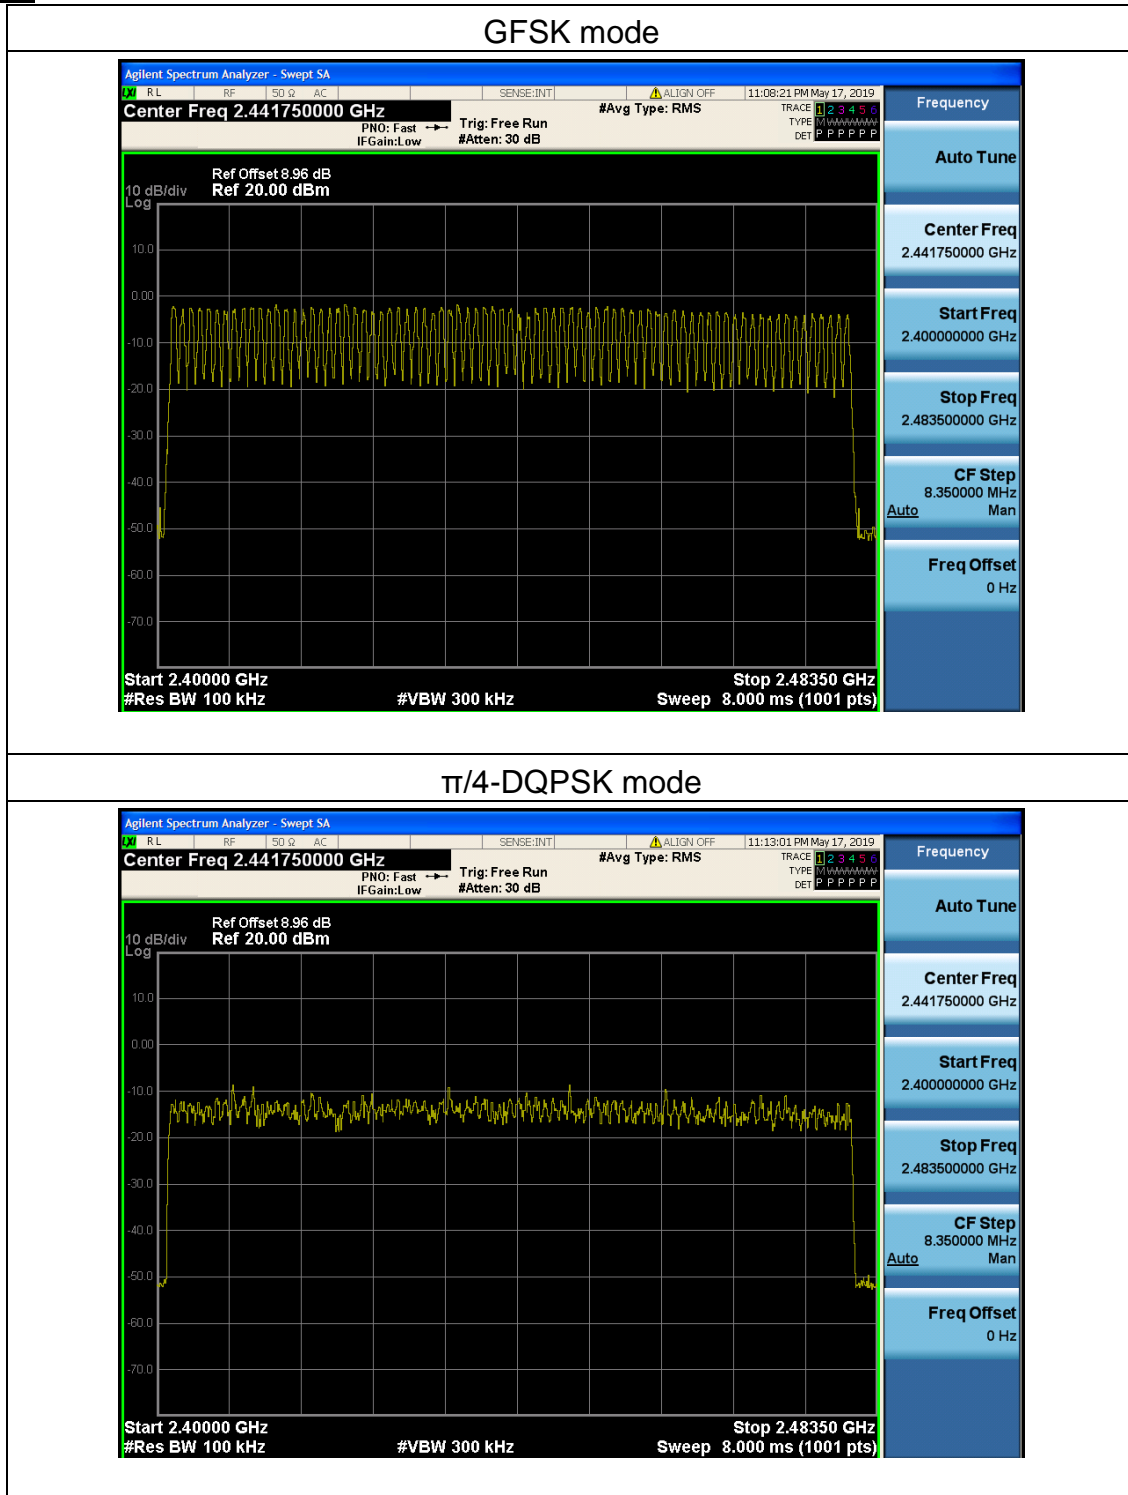 GFSK mode
Agilent Spectrum Analyzer - Swept SA
LXI RL RF 50 Ω AC SENSE:INT ALIGN OFF 11:08:21 PM May 17, 2019
Center Freq 2.441750000 GHz #Avg Type: RMS TRACE 1 2 3 4 5 6
PNO: Fast Trig: Free Run TYPE M WWWWW
IFGain:Low #Atten: 30 dB DET P P P P P P
Frequency
Auto Tune
Ref Offset 8.96 dB
10 dB/div Ref 20.00 dBm
Log
10.0
0.00
-10.0
-20.0
-30.0
-40.0
-50.0
-60.0
-70.0
Center Freq
2.441750000 GHz
Start Freq
2.400000000 GHz
Stop Freq
2.483500000 GHz
CF Step
8.350000 MHz
Auto Man
Freq Offset
0 Hz
Start 2.40000 GHz Stop 2.48350 GHz
#Res BW 100 kHz #VBW 300 kHz Sweep 8.000 ms (1001 pts)
π/4-DQPSK mode
Agilent Spectrum Analyzer - Swept SA
LXI RL RF 50 Ω AC SENSE:INT ALIGN OFF 11:13:01 PM May 17, 2019
Center Freq 2.441750000 GHz #Avg Type: RMS TRACE 1 2 3 4 5 6
PNO: Fast Trig: Free Run TYPE M WWWWW
IFGain:Low #Atten: 30 dB DET P P P P P P
Frequency
Auto Tune
Ref Offset 8.96 dB
10 dB/div Ref 20.00 dBm
Log
10.0
0.00
-10.0
-20.0
-30.0
-40.0
-50.0
-60.0
-70.0
Center Freq
2.441750000 GHz
Start Freq
2.400000000 GHz
Stop Freq
2.483500000 GHz
CF Step
8.350000 MHz
Auto Man
Freq Offset
0 Hz
Start 2.40000 GHz Stop 2.48350 GHz
#Res BW 100 kHz #VBW 300 kHz Sweep 8.000 ms (1001 pts)